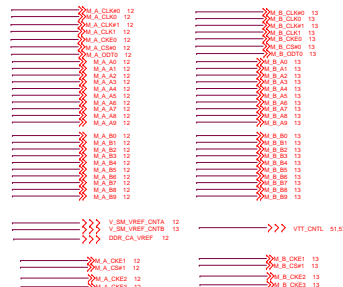 M_A_CLK#0 12
M_A_CLK0 12
M_A_CLK#1 12
M_A_CLK1 12
M_A_CKE0 12
M_A_CS#0 12
M_A_ODT0 12
M_A_A0 12
M_A_A1 12
M_A_A2 12
M_A_A3 12
M_A_A4 12
M_A_A5 12
M_A_A6 12
M_A_A7 12
M_A_A8 12
M_A_A9 12
M_A_B0 12
M_A_B1 12
M_A_B2 12
M_A_B3 12
M_A_B4 12
M_A_B5 12
M_A_B6 12
M_A_B7 12
M_A_B8 12
M_A_B9 12
V_SM_VREF_CNTA 12
V_SM_VREF_CNTB 13
DDR_CA_VREF 12
M_A_CKE1 12
M_A_CS#1 12
M_A_CKE2 12
M_A_CKE3 12
M_B_CLK#0 13
M_B_CLK0 13
M_B_CLK#1 13
M_B_CLK1 13
M_B_CKE0 13
M_B_CS#0 13
M_B_ODT0 13
M_B_A0 13
M_B_A1 13
M_B_A2 13
M_B_A3 13
M_B_A4 13
M_B_A5 13
M_B_A6 13
M_B_A7 13
M_B_A8 13
M_B_A9 13
M_B_B0 13
M_B_B1 13
M_B_B2 13
M_B_B3 13
M_B_B4 13
M_B_B5 13
M_B_B6 13
M_B_B7 13
M_B_B8 13
M_B_B9 13
VTT_CNTL 51,5
M_B_CKE1 13
M_B_CS#1 13
M_B_CKE2 13
M_B_CKE3 13